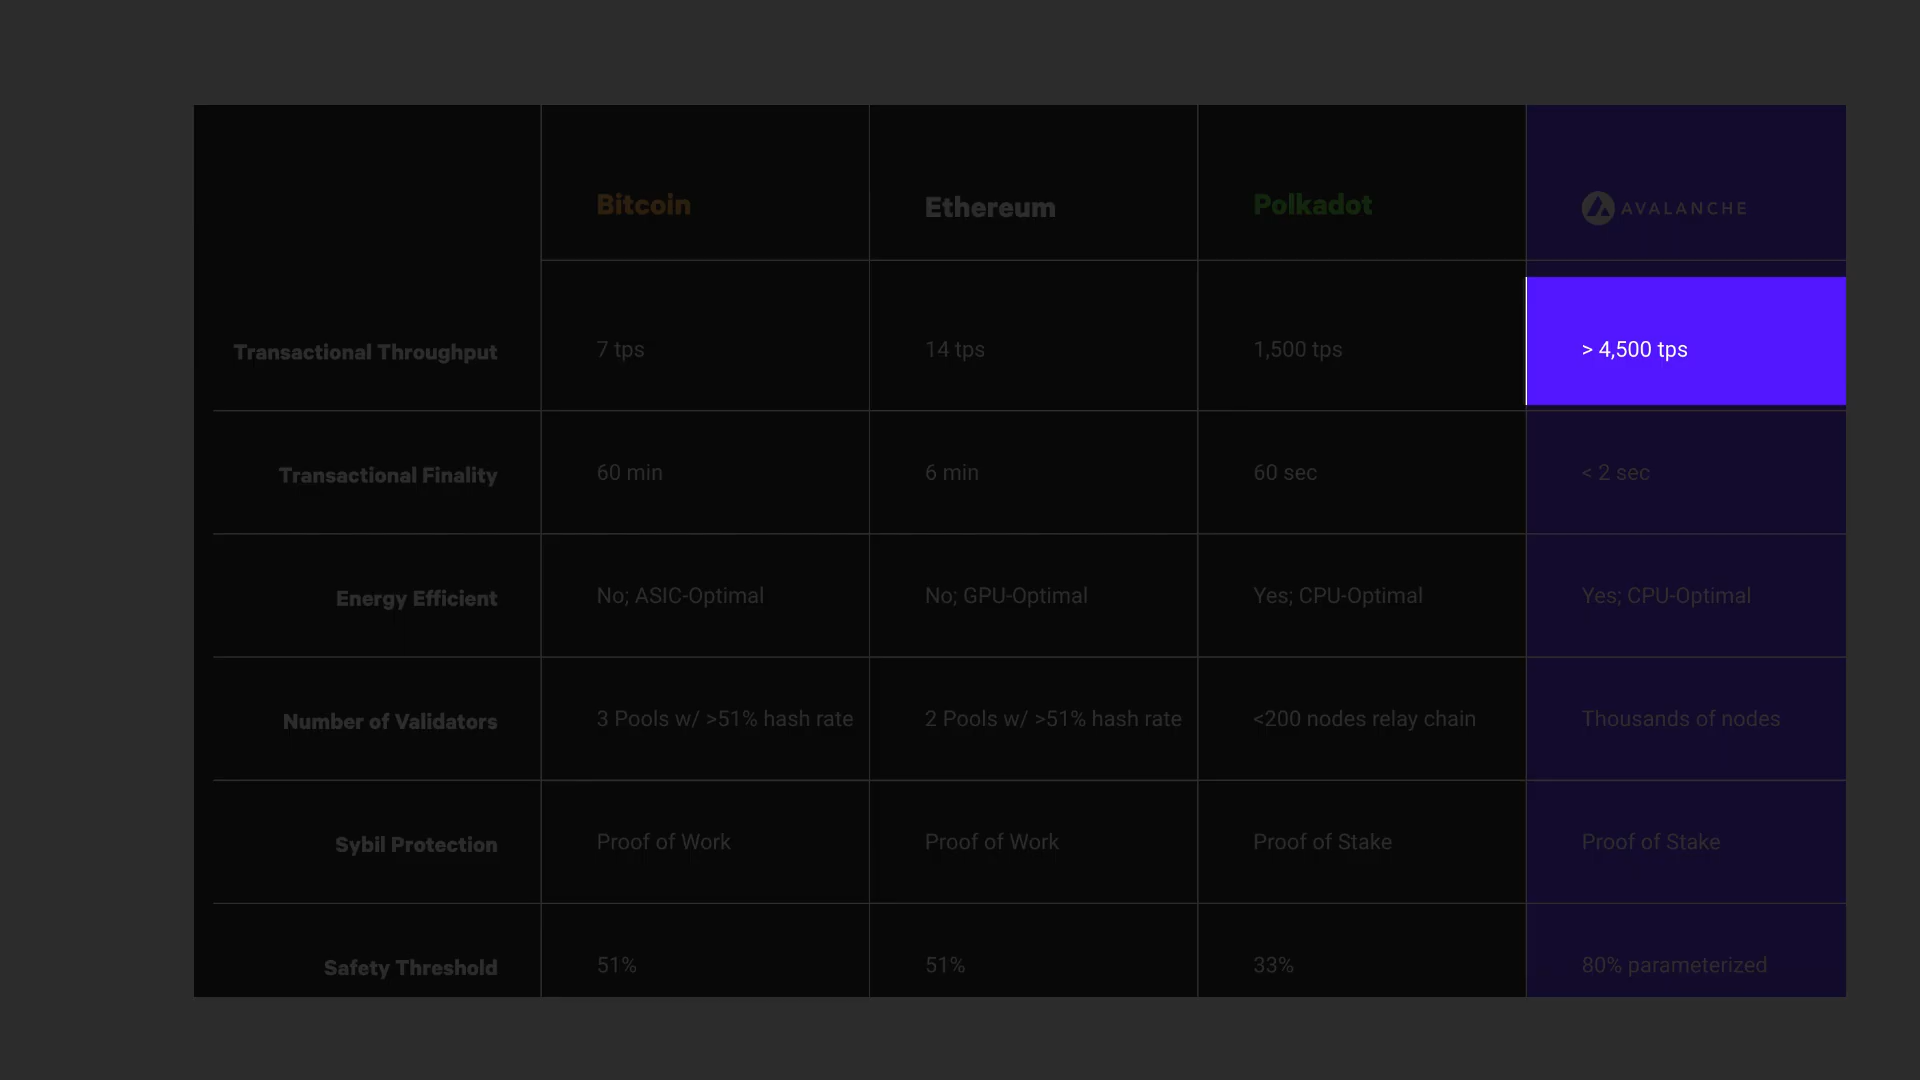 Bitcoin
Ethereum
Polkadot
AVALANCHE
Transactional Throughput
7 tps
14 tps
1,500 tps
> 4,500 tps
Transactional Finality
60 min
6 min
60 sec
< 2 sec
Energy Efficient
No; ASIC-Optimal
No; GPU-Optimal
Yes; CPU-Optimal
Yes; CPU-Optimal
Number of Validators
3 Pools w/ >51% hash rate
2 Pools w/ >51% hash rate
<200 nodes relay chain
Thousands of nodes
Sybil Protection
Proof of Work
Proof of Work
Proof of Stake
Proof of Stake
Safety Threshold
51%
51%
33%
80% parameterized